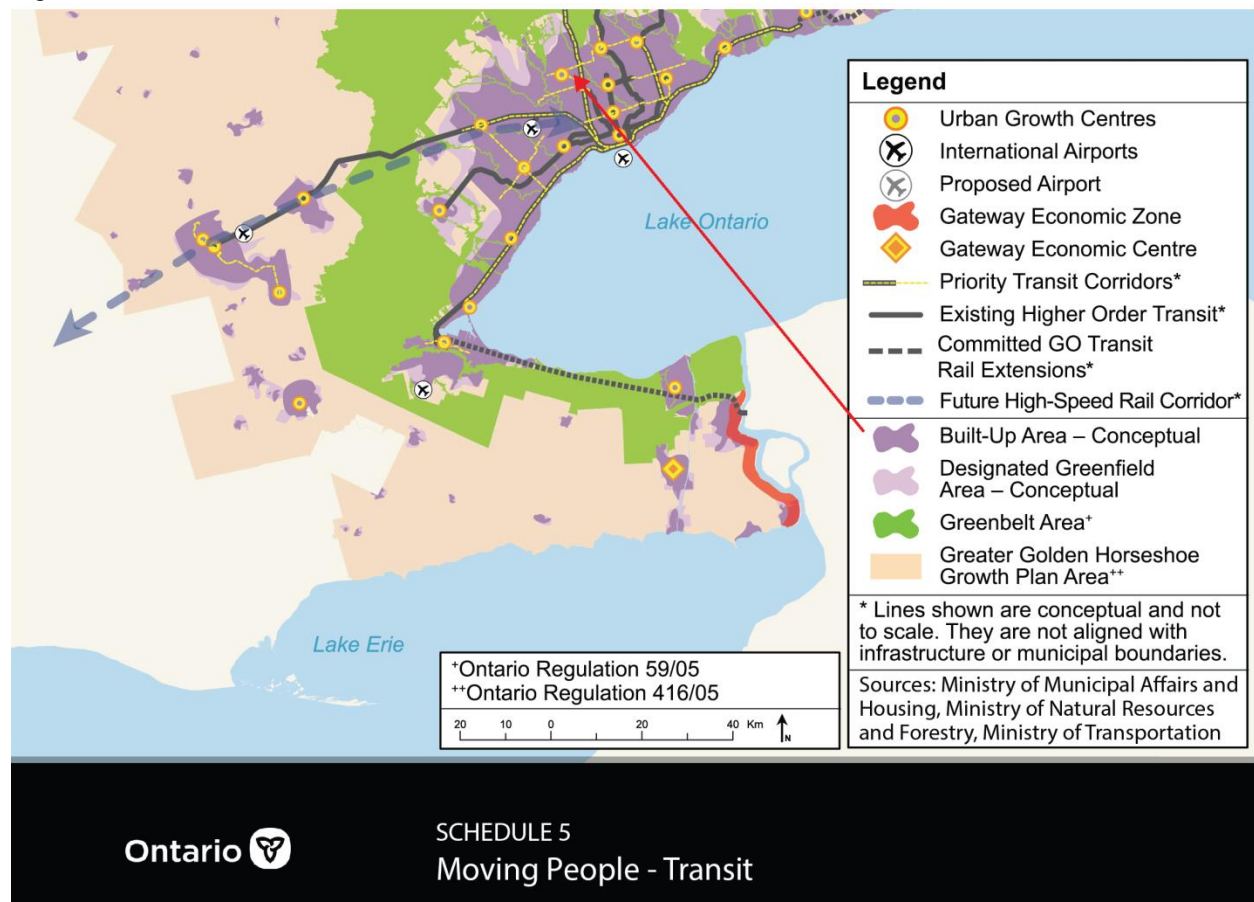 Lake Ontario
Lake Erie
Legend
Urban Growth Centres
International Airports
Proposed Airport
Gateway Economic Zone
Gateway Economic Centre
Priority Transit Corridors*
Existing Higher Order Transit*
Committed GO Transit
Rail Extensions*
Future High-Speed Rail Corridor*
Built-Up Area – Conceptual
Designated Greenfield
Area – Conceptual
Greenbelt Area+
Greater Golden Horseshoe
Growth Plan Area++
* Lines shown are conceptual and not
to scale. They are not aligned with
infrastructure or municipal boundaries.
Sources: Ministry of Municipal Affairs and
Housing, Ministry of Natural Resources
and Forestry, Ministry of Transportation
+Ontario Regulation 59/05
++Ontario Regulation 416/05
20 10 0 20 40 Km
N
Ontario
SCHEDULE 5
Moving People - Transit